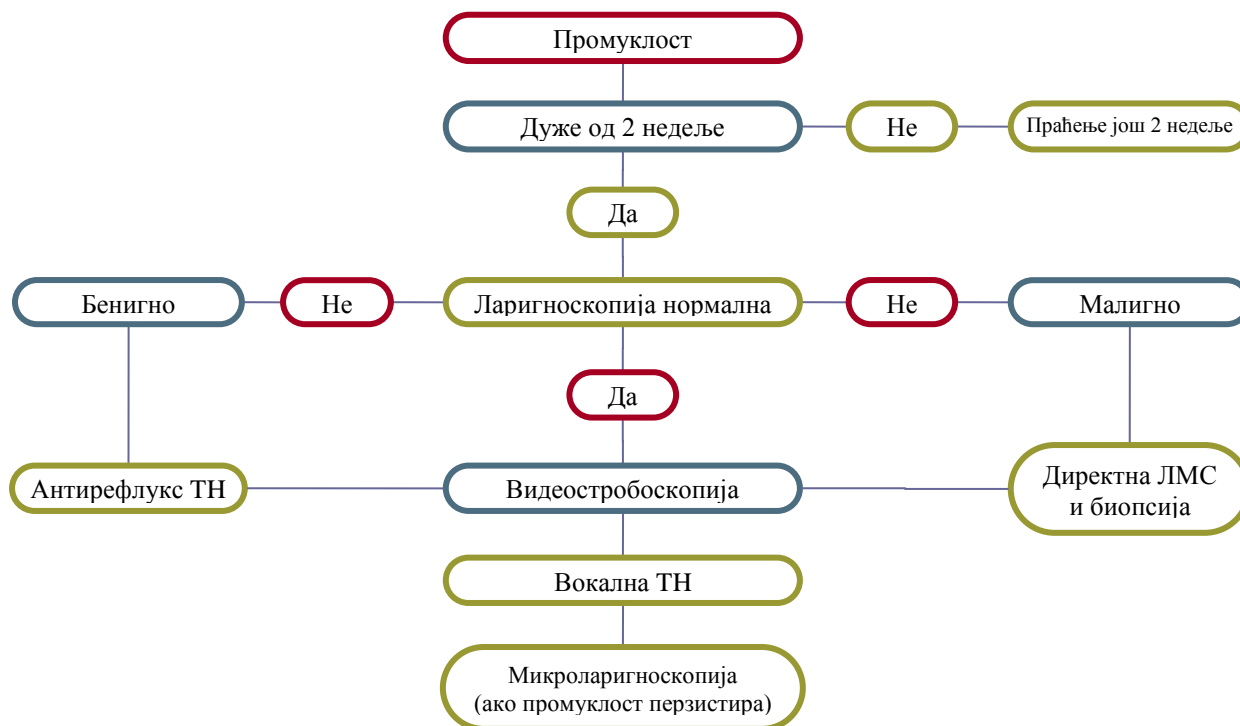 Промуклост
Дуже од 2 недеље
Не
Праћење још 2 недеље
Да
Бенигно
Не
Ларигноскопија нормална
Не
Малигно
Да
Антирефлукс ТН
Видеостробоскопија
Директна ЛМС
и биопсија
Вокална ТН
Микроларигноскопија
(ако промуклост перзистира)